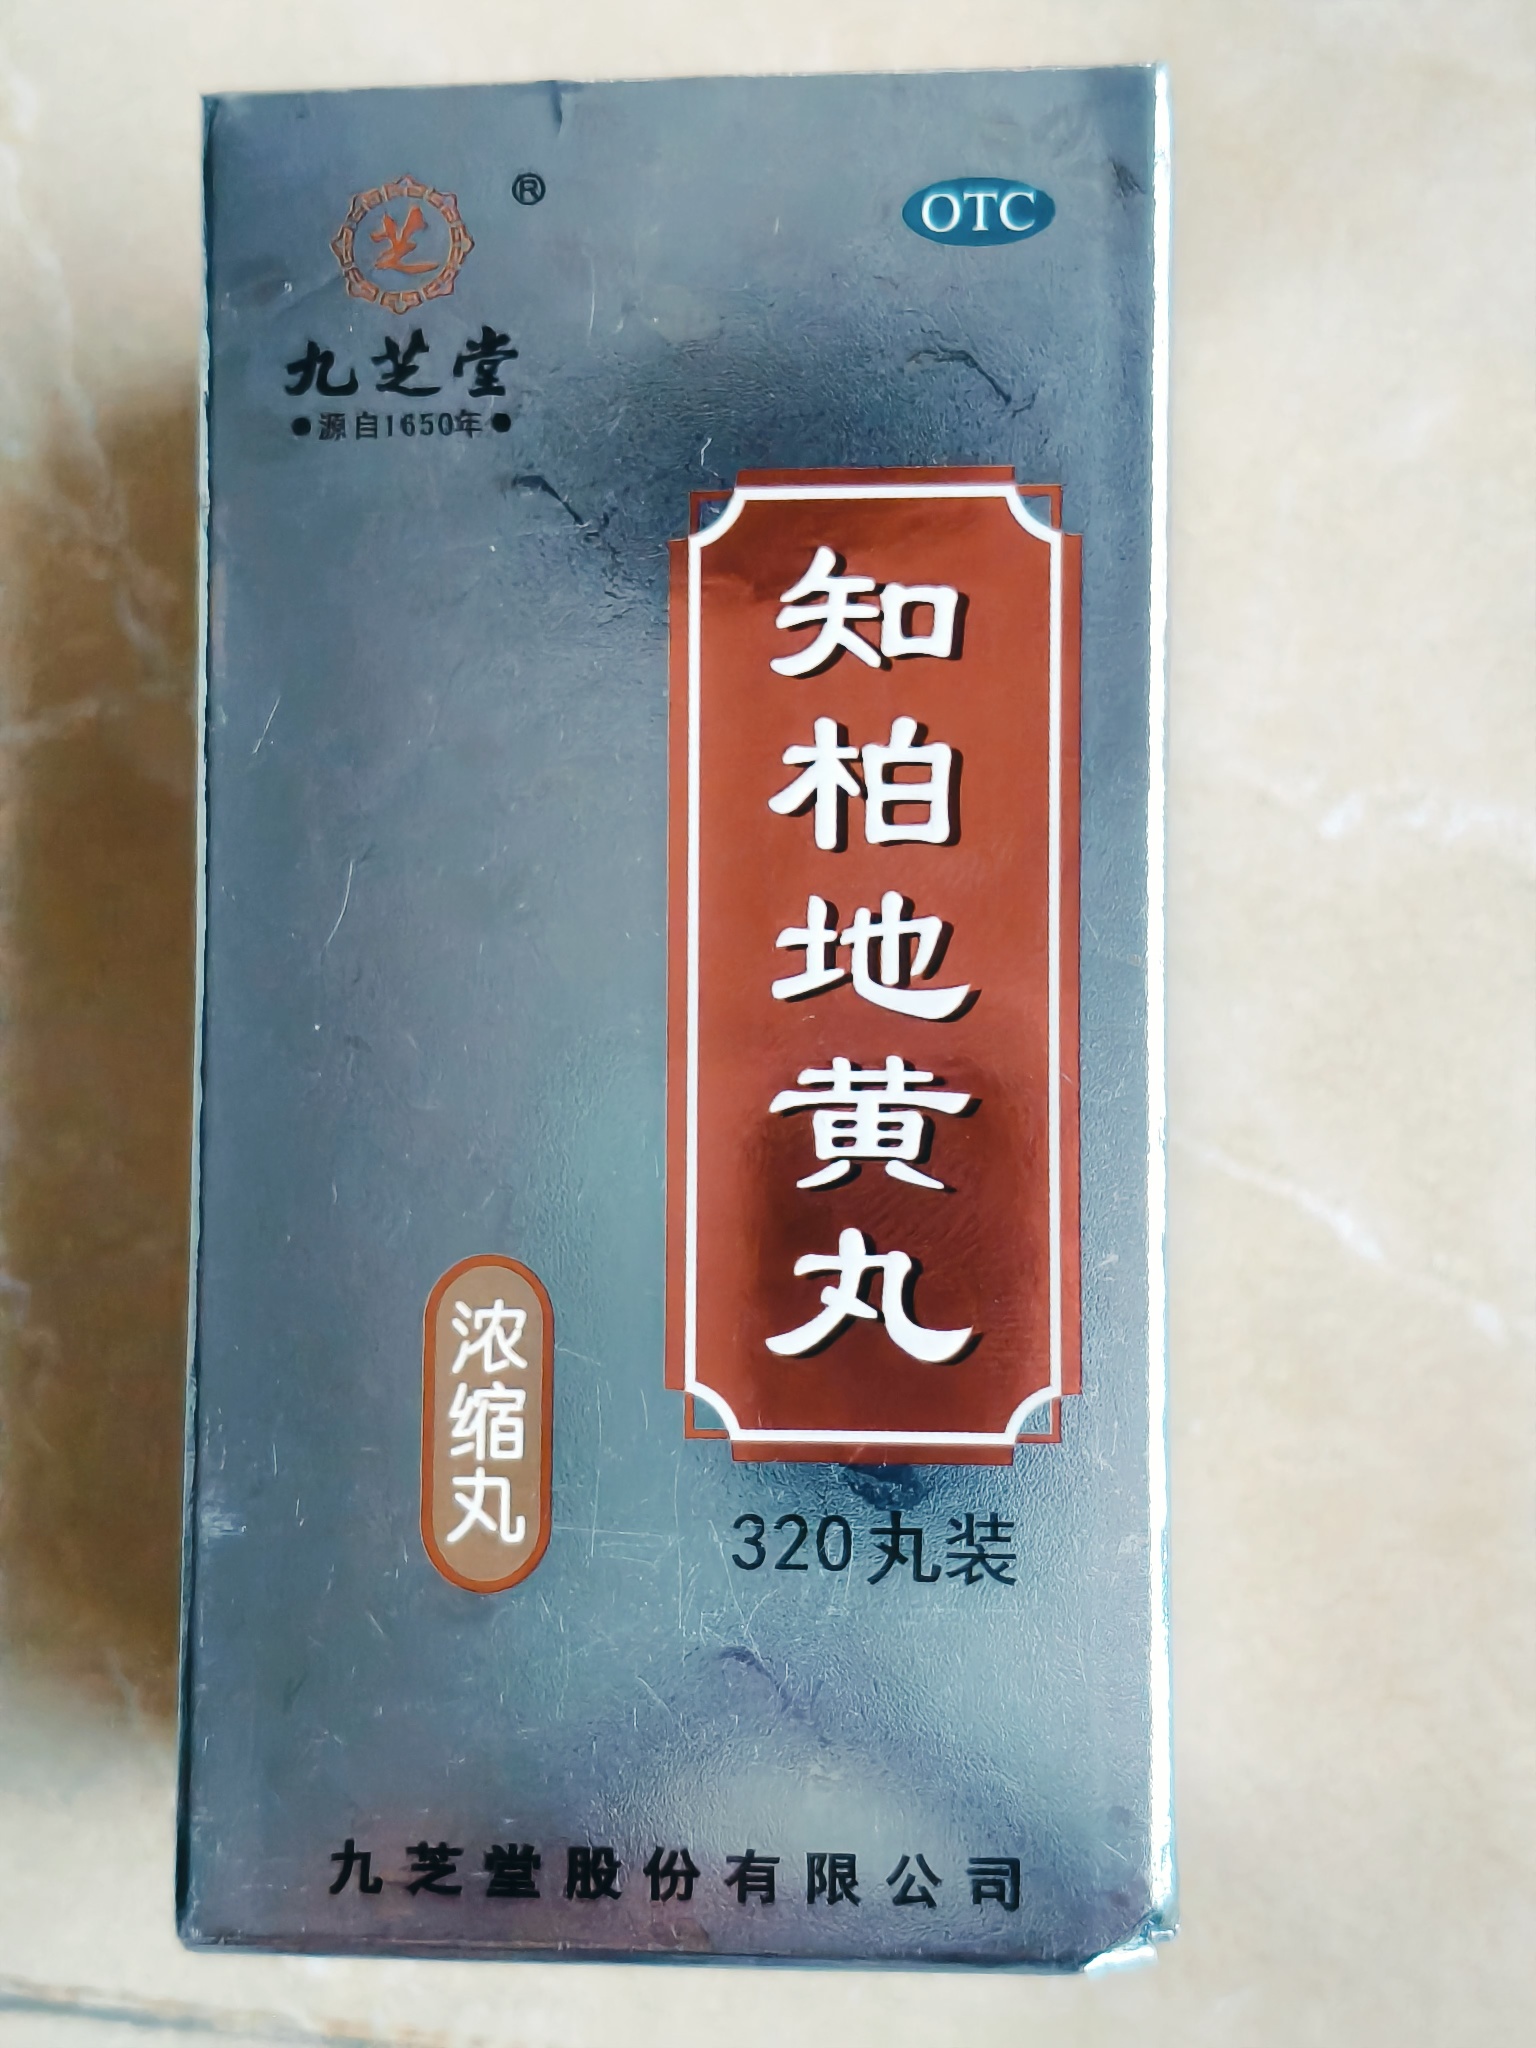 芝
®
OTC
九芝堂
•源自1650年•
知柏地黄丸
浓缩丸
320丸装
九芝堂股份有限公司